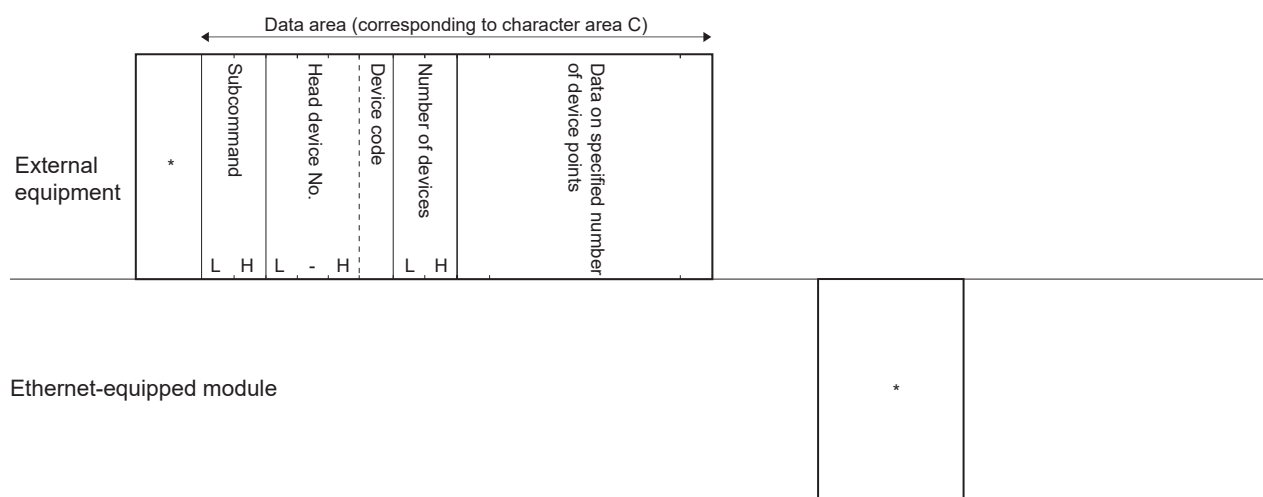 Data area (corresponding to character area C)
External
equipment
*
Subcommand
L H
Head device No.
L - H
Device code
Number of devices
L H
Data on specified number
of device points
Ethernet-equipped module
*